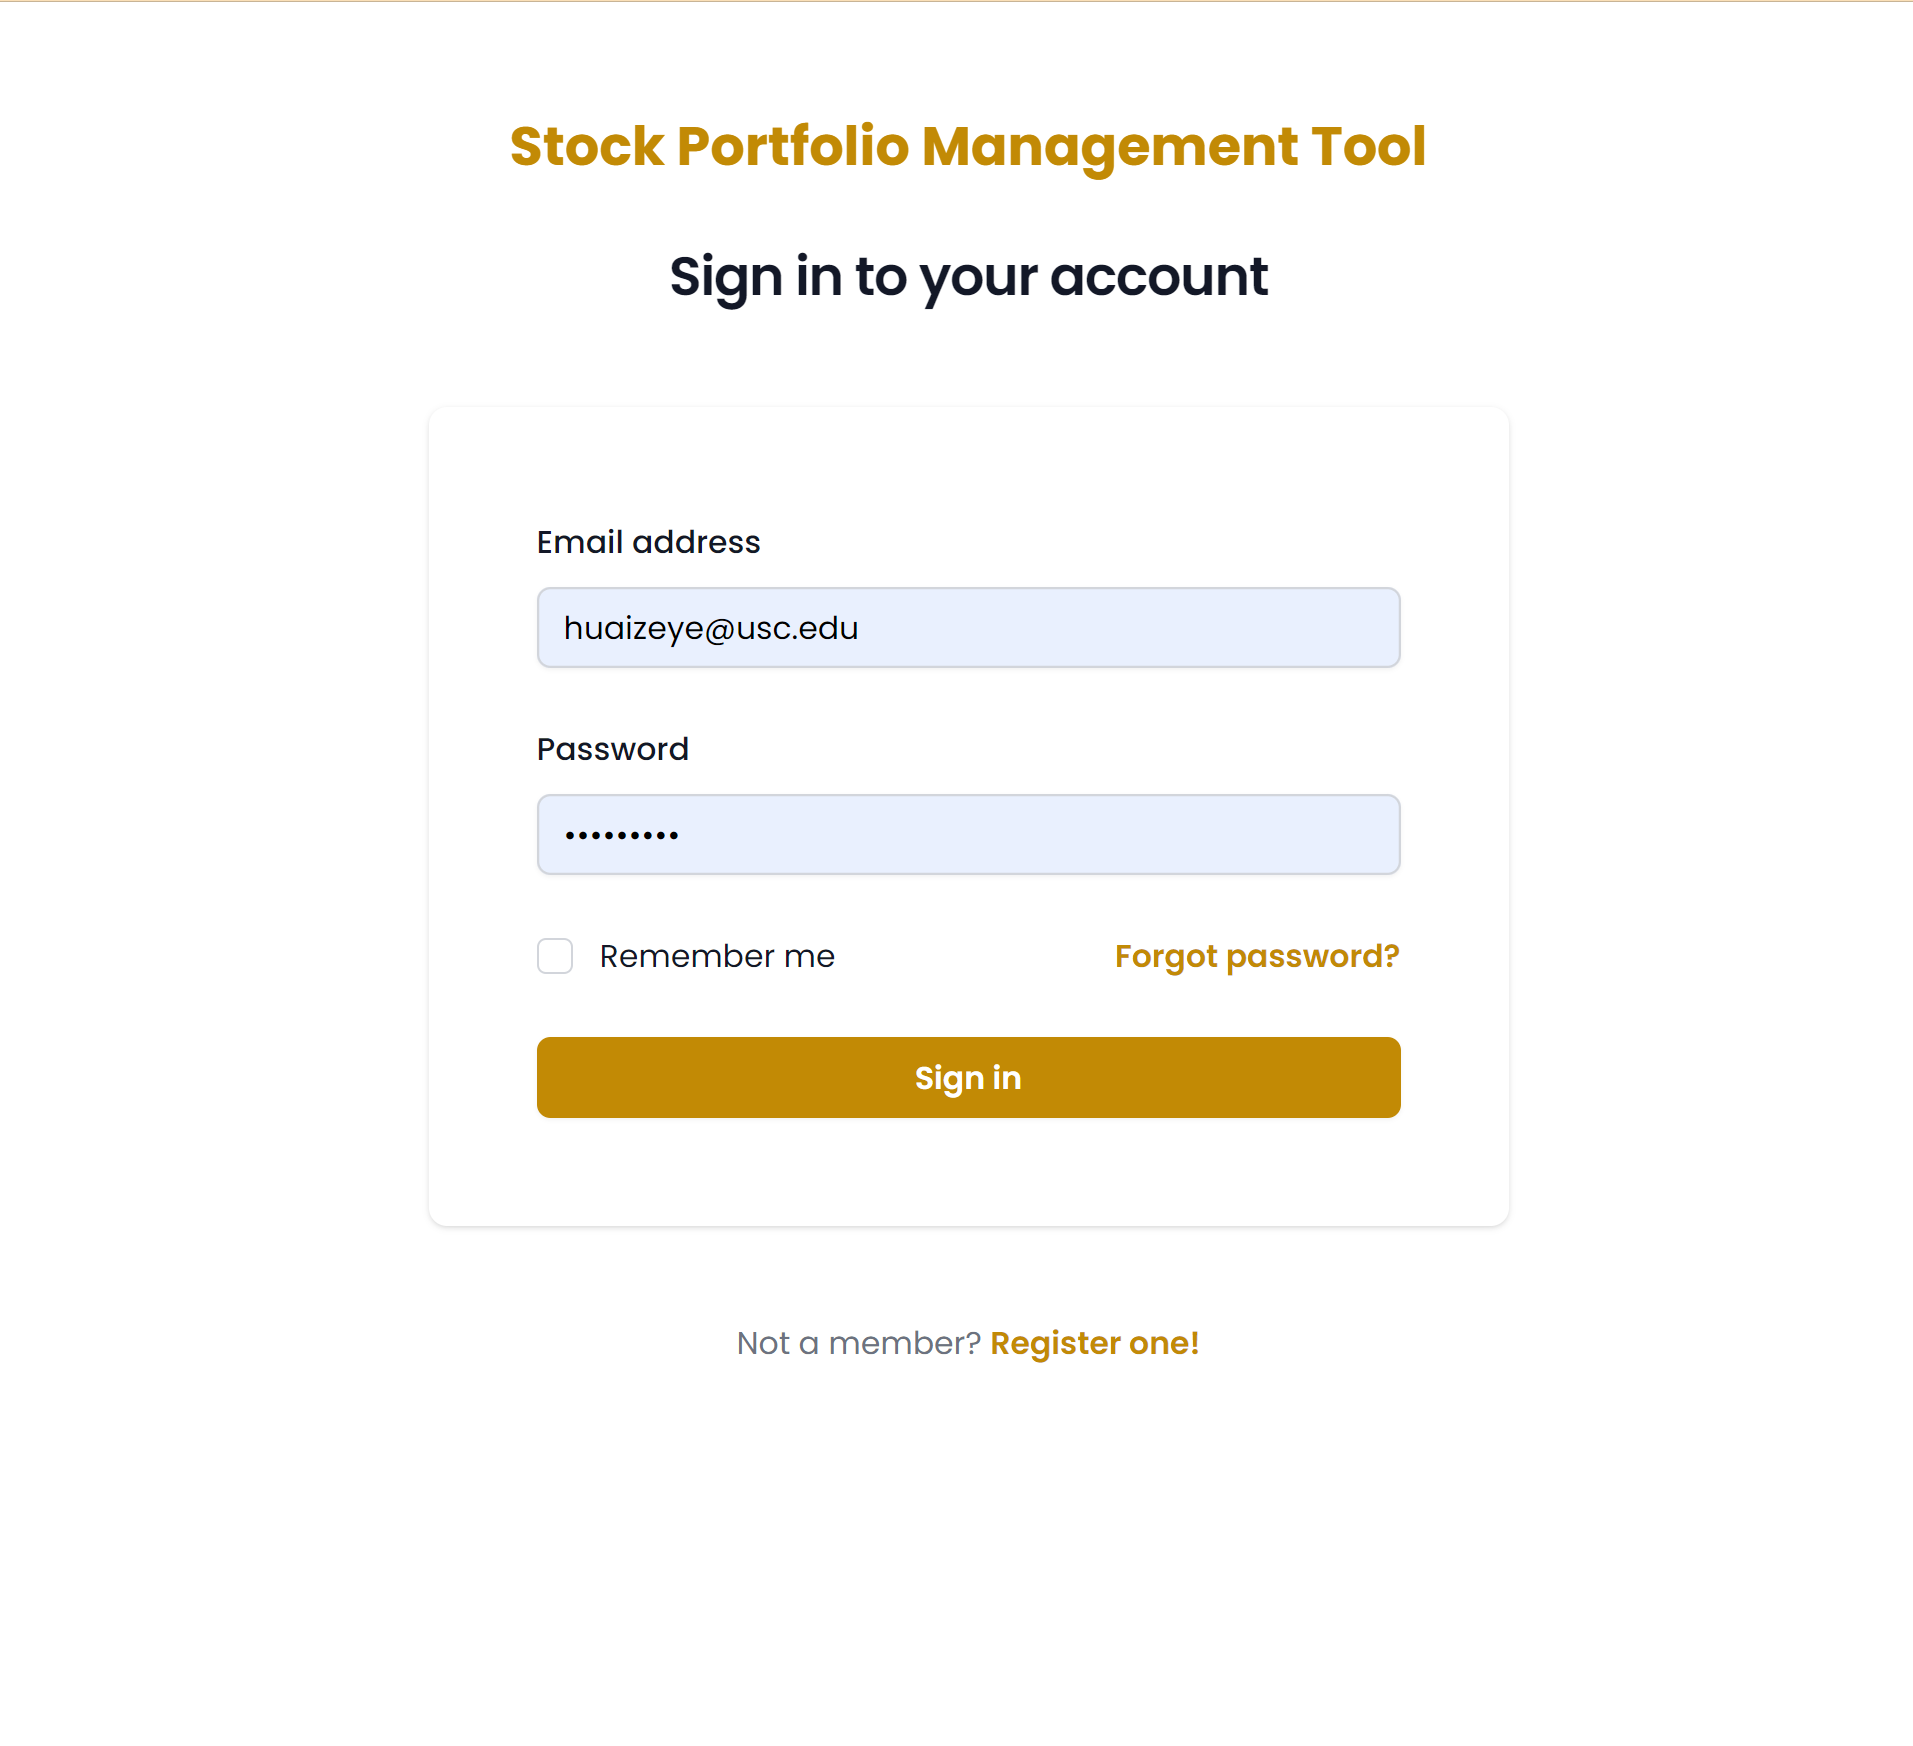 Stock Portfolio Management Tool
Sign in to your account
Email address
huaizeye@usc.edu
Password
•••••••••
Remember me
Forgot password?
Sign in
Not a member? Register one!